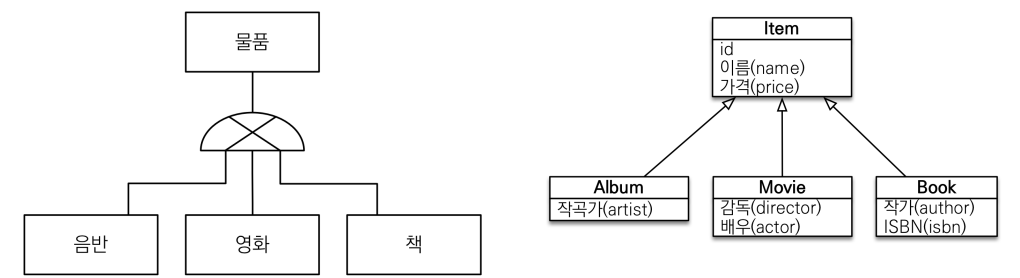 물품
음반
영화
책
Item
id
이름(name)
가격(price)
Album
작곡가(artist)
Movie
감독(director)
배우(actor)
Book
작가(author)
ISBN(isbn)